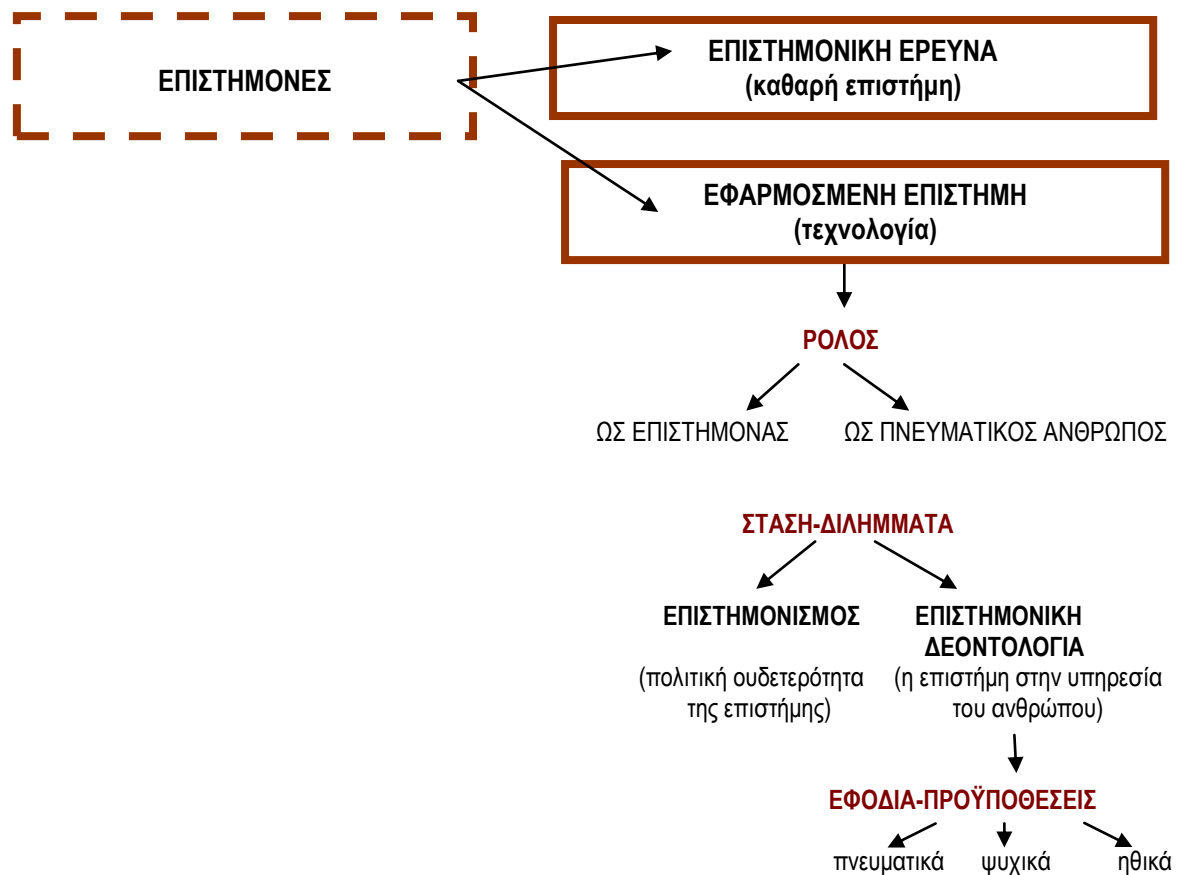 ΕΠΙΣΤΗΜΟΝΕΣ
ΕΠΙΣΤΗΜΟΝΙΚΗ ΕΡΕΥΝΑ
(καθαρή επιστήμη)
ΕΦΑΡΜΟΣΜΕΝΗ ΕΠΙΣΤΗΜΗ
(τεχνολογία)
ΡΟΛΟΣ
ΩΣ ΕΠΙΣΤΗΜΟΝΑΣ ΩΣ ΠΝΕΥΜΑΤΙΚΟΣ ΑΝΘΡΩΠΟΣ
ΣΤΑΣΗ-ΔΙΛΗΜΜΑΤΑ
ΕΠΙΣΤΗΜΟΝΙΣΜΟΣ
(πολιτική ουδετερότητα
της επιστήμης)
ΕΠΙΣΤΗΜΟΝΙΚΗ
ΔΕΟΝΤΟΛΟΓΙΑ
(η επιστήμη στην υπηρεσία
του ανθρώπου)
ΕΦΟΔΙΑ-ΠΡΟΫΠΟΘΕΣΕΙΣ
πνευματικά ψυχικά ηθικά